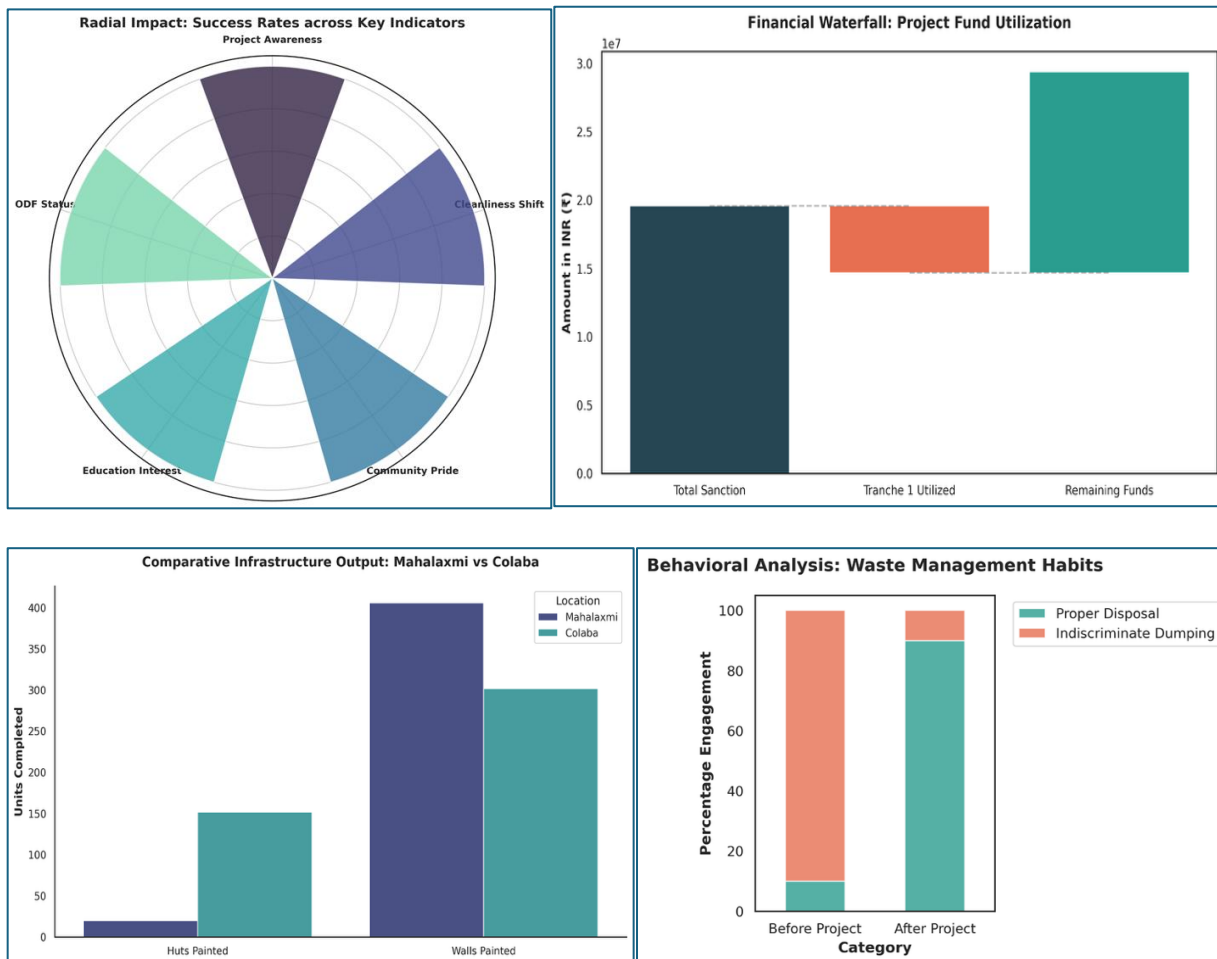 Radial Impact: Success Rates across Key Indicators
Project Awareness
ODF Status
Cleanliness Shift
Education Interest
Community Pride
Financial Waterfall: Project Fund Utilization
1e7
3.0
2.5
2.0
1.5
1.0
0.5
0.0
Amount in INR (₹)
Total Sanction
Tranche 1 Utilized
Remaining Funds
Comparative Infrastructure Output: Mahalaxmi vs Colaba
Location
Mahalaxmi
Colaba
400
350
300
250
200
150
100
50
0
Units Completed
Huts Painted
Walls Painted
Behavioral Analysis: Waste Management Habits
Proper Disposal
Indiscriminate Dumping
100
80
60
40
20
0
Percentage Engagement
Before Project
After Project
Category